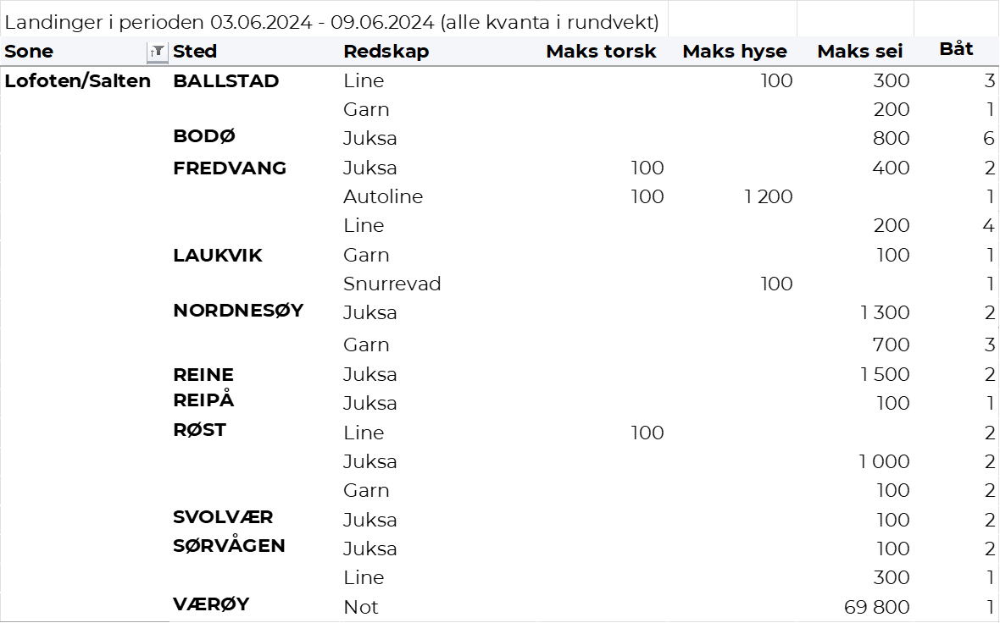 Landinger i perioden 03.06.2024 - 09.06.2024 (alle kvanta i rundvekt)
Sone Sted Redskap Maks torsk Maks hyse Maks sei Båt
Lofoten/Salten BALLSTAD Line 100 300 3
Garn 200 1
BODØ Juksa 800 6
FREDVANG Juksa 100 400 2
Autoline 100 1 200 1
Line 200 4
LAUKVIK Garn 100 1
Snurrevad 100 1
NORDNESØY Juksa 1 300 2
Garn 700 3
REINE Juksa 1 500 2
REIPÅ Juksa 100 1
RØST Line 100 2
Juksa 1 000 2
Garn 100 2
SVOLVÆR Juksa 100 2
SØRVÅGEN Juksa 100 2
Line 300 1
VÆRØY Not 69 800 1